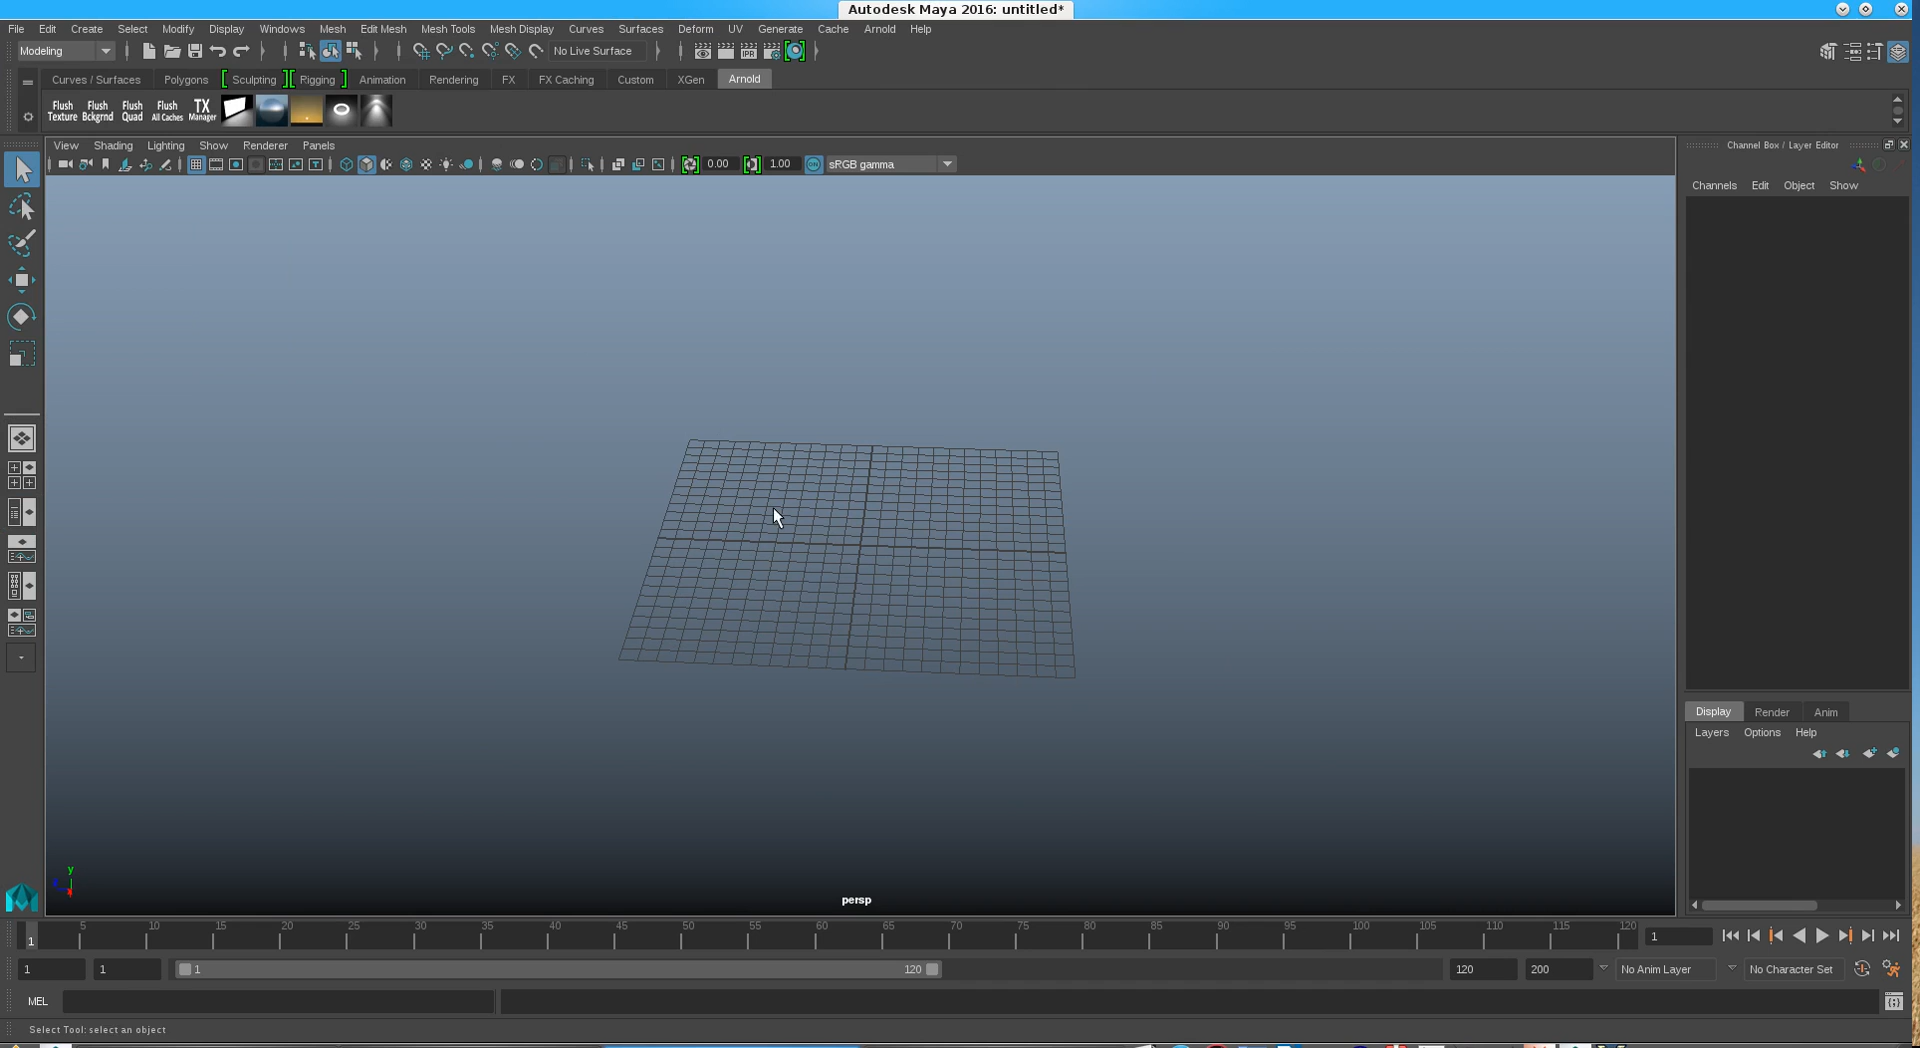 Autodesk Maya 2016: untitled*
File Edit Create Select Modify Display Windows Mesh Edit Mesh Mesh Tools Mesh Display Curves Surfaces Deform UV Generate Cache Arnold Help
Modeling No Live Surface IPR
Curves / Surfaces Polygons Sculpting Rigging Animation Rendering FX FX Caching Custom XGen Arnold
Flush Flush Flush Flush TX
Texture Bckgrnd Quad All Caches Manager
View Shading Lighting Show Renderer Panels
0.00 1.00 ON sRGB gamma
Channel Box / Layer Editor
Channels Edit Object Show
Display Render Anim
Layers Options Help
y
persp
5 10 15 20 25 30 35 40 45 50 55 60 65 70 75 80 85 90 95 100 105 110 115 120
1 1
1 1 1 120 120 200 No Anim Layer No Character Set
MEL
Select Tool: select an object